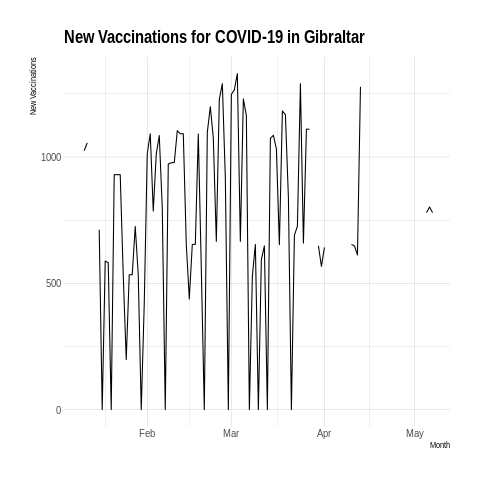 New Vaccinations for COVID-19 in Gibraltar
New Vaccinations
1000
500
0
Feb Mar Apr May
Month